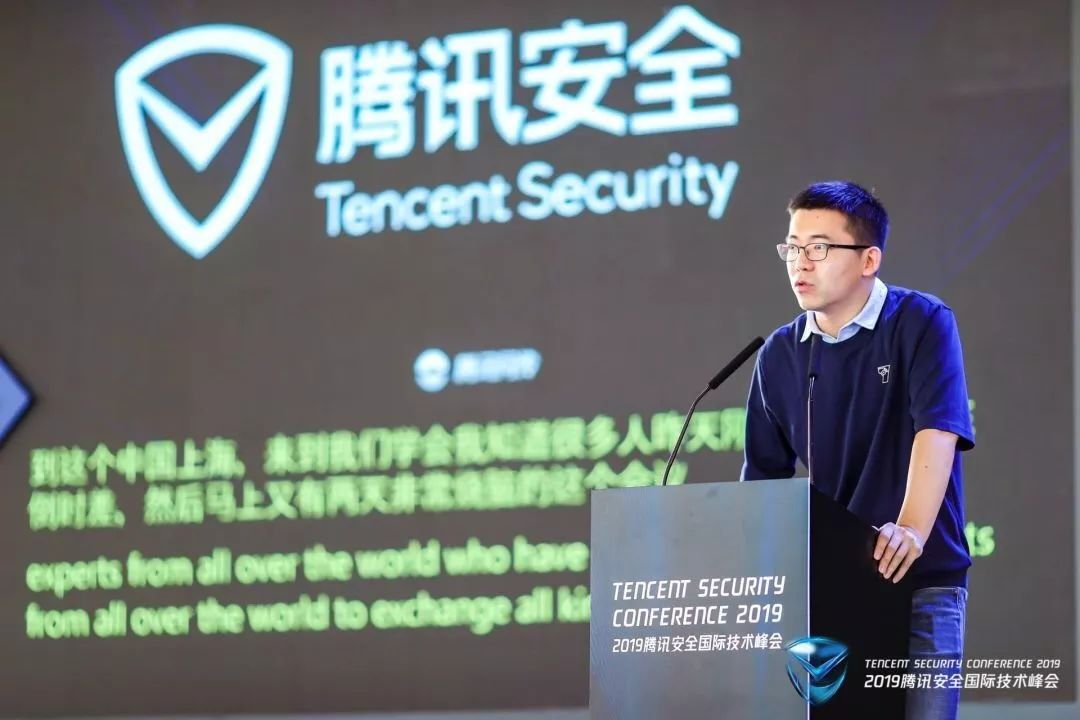 腾讯安全
Tencent Security
到这个中国上海、来到我们学会我知道很多人昨天刚
倒时差，然后马上又有两天非常烧脑的这个会议
experts from all over the world who have
from all over the world to exchange all
TENCENT SECURITY
CONFERENCE 2019
2019腾讯安全国际技术峰会
TENCENT SECURITY CONFERENCE 2019
2019腾讯安全国际技术峰会